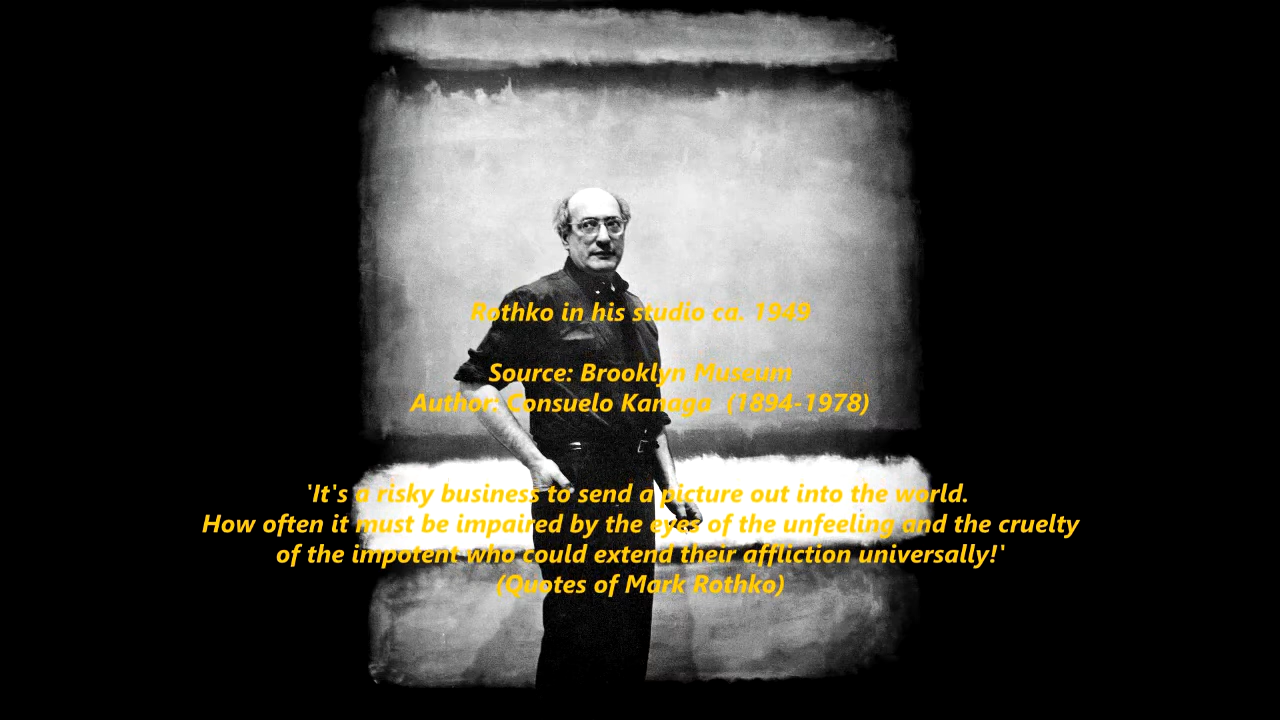 Rothko in his studio ca. 1949
Source: Brooklyn Museum
Author: Consuelo Kanaga (1894-1978)
'It's a risky business to send a picture out into the world.
How often it must be impaired by the eyes of the unfeeling and the cruelty
of the impotent who could extend their affliction universally!'
(Quotes of Mark Rothko)